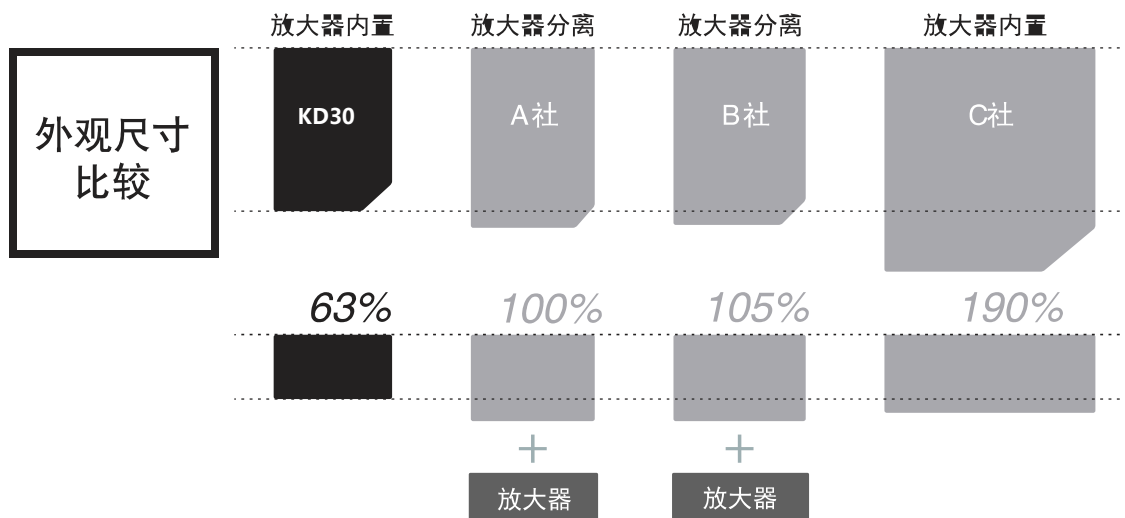 放大器内置
放大器分离
放大器分离
放大器内置
外观尺寸
比较
KD30
A社
B社
C社
63%
100%
105%
190%
+
+
放大器
放大器